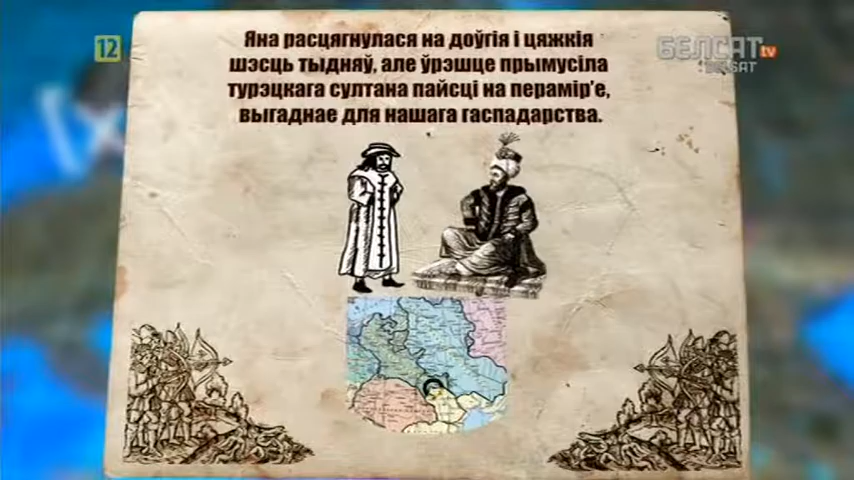 12
БЕЛСАТ tv
BELSAT
Яна расцягнулася на доўгія і цяжкія
шэсць тыдняў, але ўрэшце прымусіла
турэцкага султана пайсці на перамір'е,
выгаднае для нашага гаспадарства.